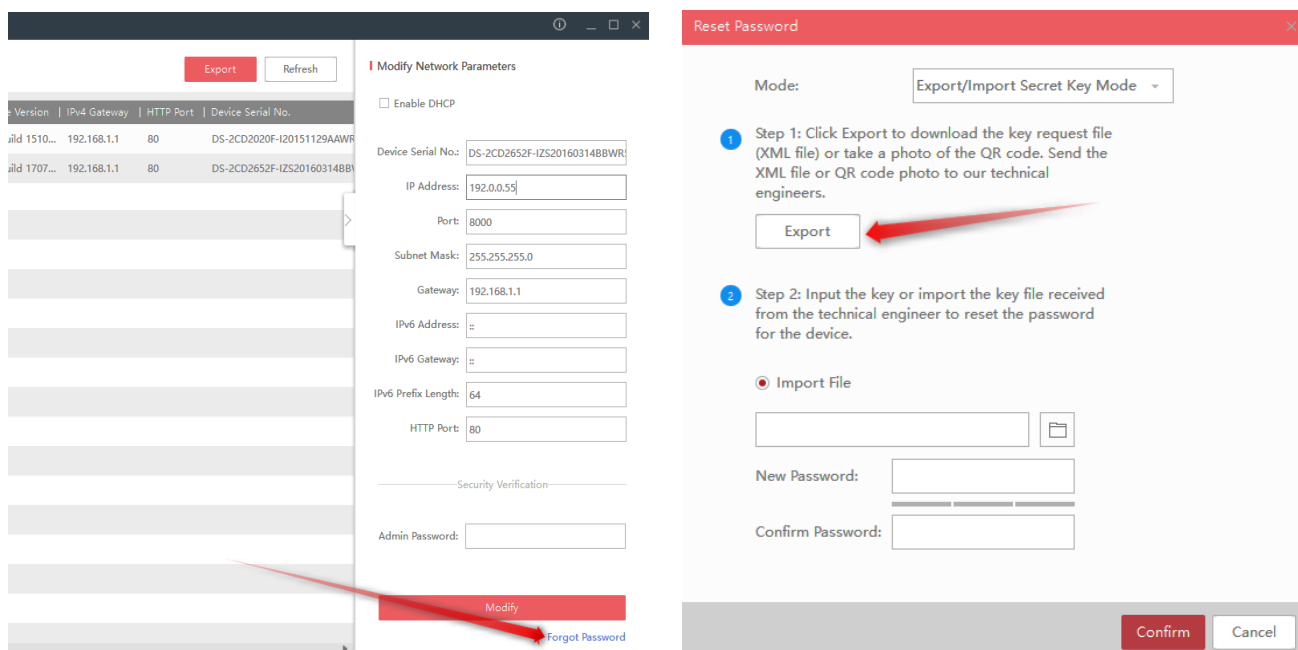 Export
Refresh
e Version | IPv4 Gateway | HTTP Port | Device Serial No.
uild 1510... 192.168.1.1 80 DS-2CD2020F-I20151129AAWR
uild 1707... 192.168.1.1 80 DS-2CD2652F-IZS20160314BBV
Modify Network Parameters
Enable DHCP
Device Serial No.: DS-2CD2652F-IZS20160314BBWR
IP Address: 192.0.0.55
Port: 8000
Subnet Mask: 255.255.255.0
Gateway: 192.168.1.1
IPv6 Address: ::
IPv6 Gateway: ::
IPv6 Prefix Length: 64
HTTP Port: 80
Security Verification
Admin Password:
Modify
Forgot Password
Reset Password
Mode: Export/Import Secret Key Mode
1 Step 1: Click Export to download the key request file
(XML file) or take a photo of the QR code. Send the
XML file or QR code photo to our technical
engineers.
Export
2 Step 2: Input the key or import the key file received
from the technical engineer to reset the password
for the device.
Import File
New Password:
Confirm Password:
Confirm
Cancel